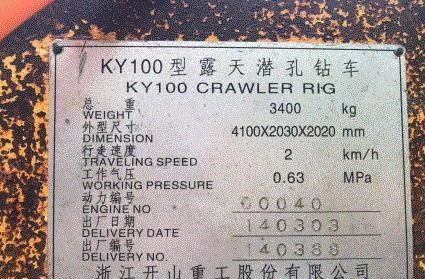 KY100型露天潜孔钻车
KY100 CRAWLER RIG
总重 3400 kg
WEIGHT
外型尺寸 4100X2030X2020 mm
DIMENSION
行走速度 2 km/h
TRAVELING SPEED
工作气压 0.63 MPa
WORKING PRESSURE
动力编号 00040
ENGINE NO
出厂日期 140303
DELIVERY DATE
出厂编号 140388
DELIVERY NO.
浙江开山重工股份有限公司